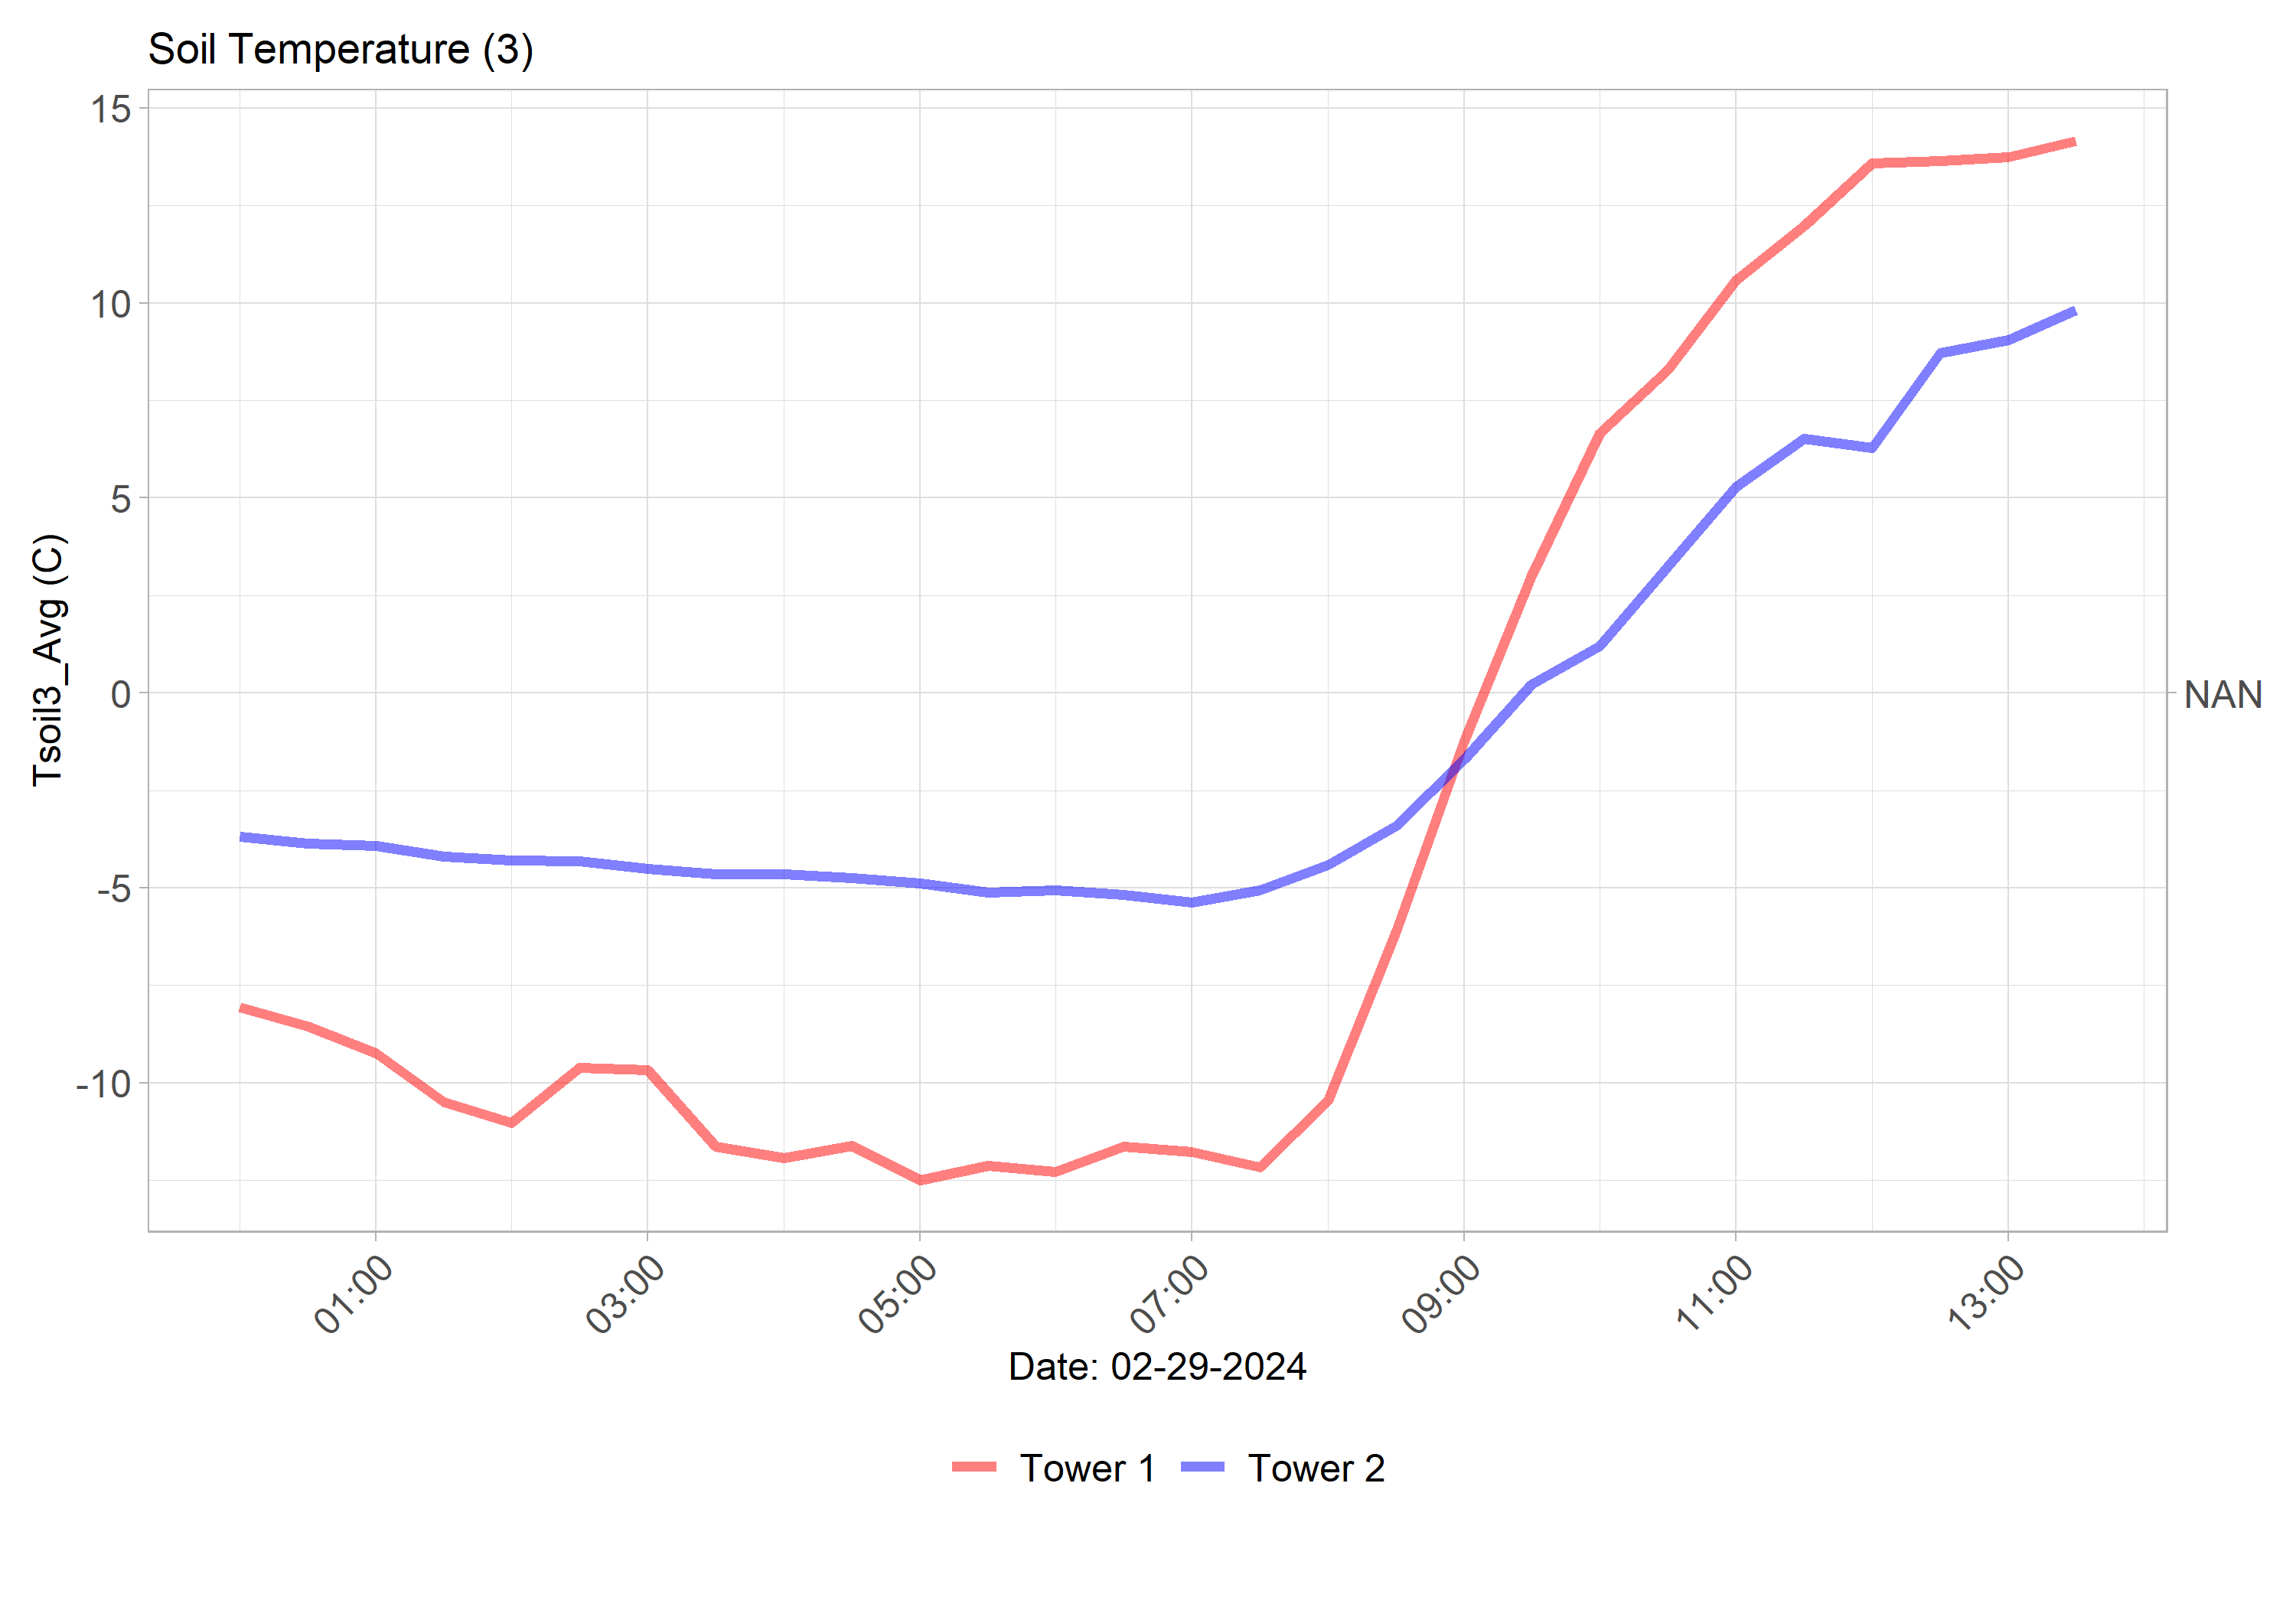 Soil Temperature (3)
Tsoil3_Avg (C)
15
10
5
0
-5
-10
NAN
01:00
03:00
05:00
07:00
09:00
11:00
13:00
Date: 02-29-2024
Tower 1
Tower 2